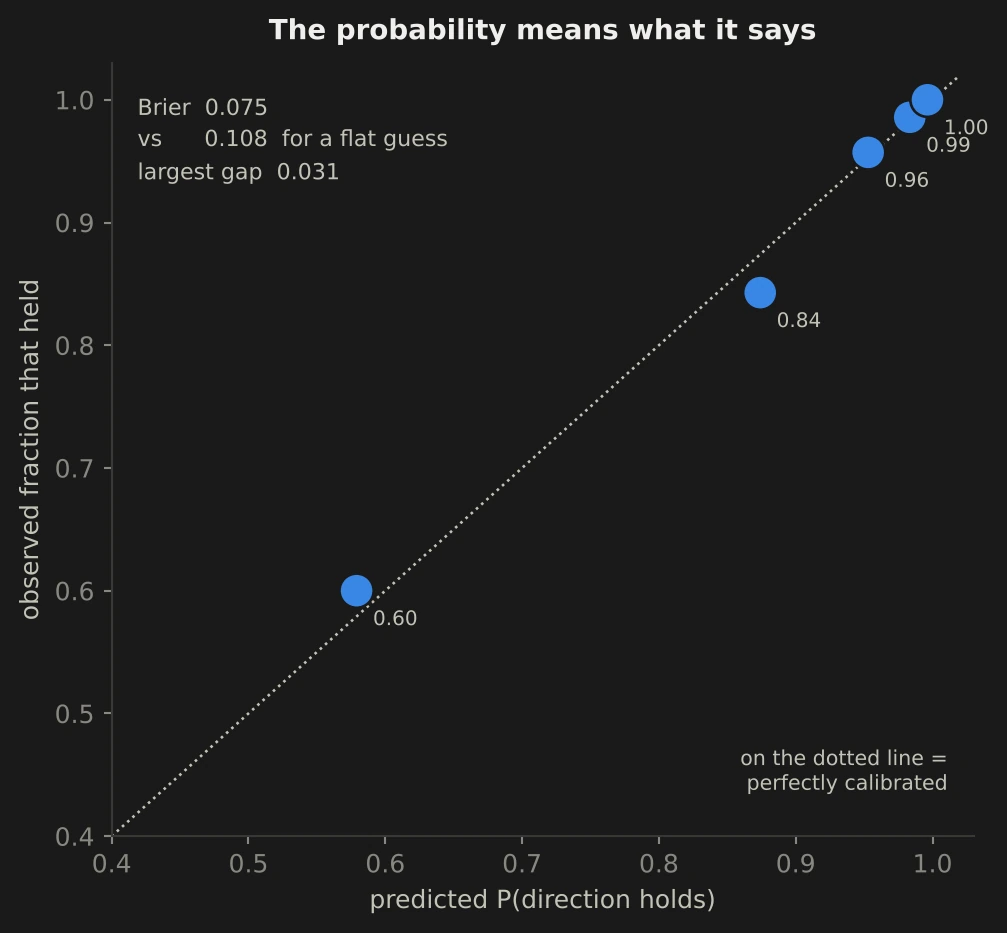 The probability means what it says
Brier 0.075
vs 0.108 for a flat guess
largest gap 0.031
1.0
0.9
0.8
0.7
0.6
0.5
0.4
observed fraction that held
1.00
0.99
0.96
0.84
0.60
on the dotted line =
perfectly calibrated
0.4 0.5 0.6 0.7 0.8 0.9 1.0
predicted P(direction holds)